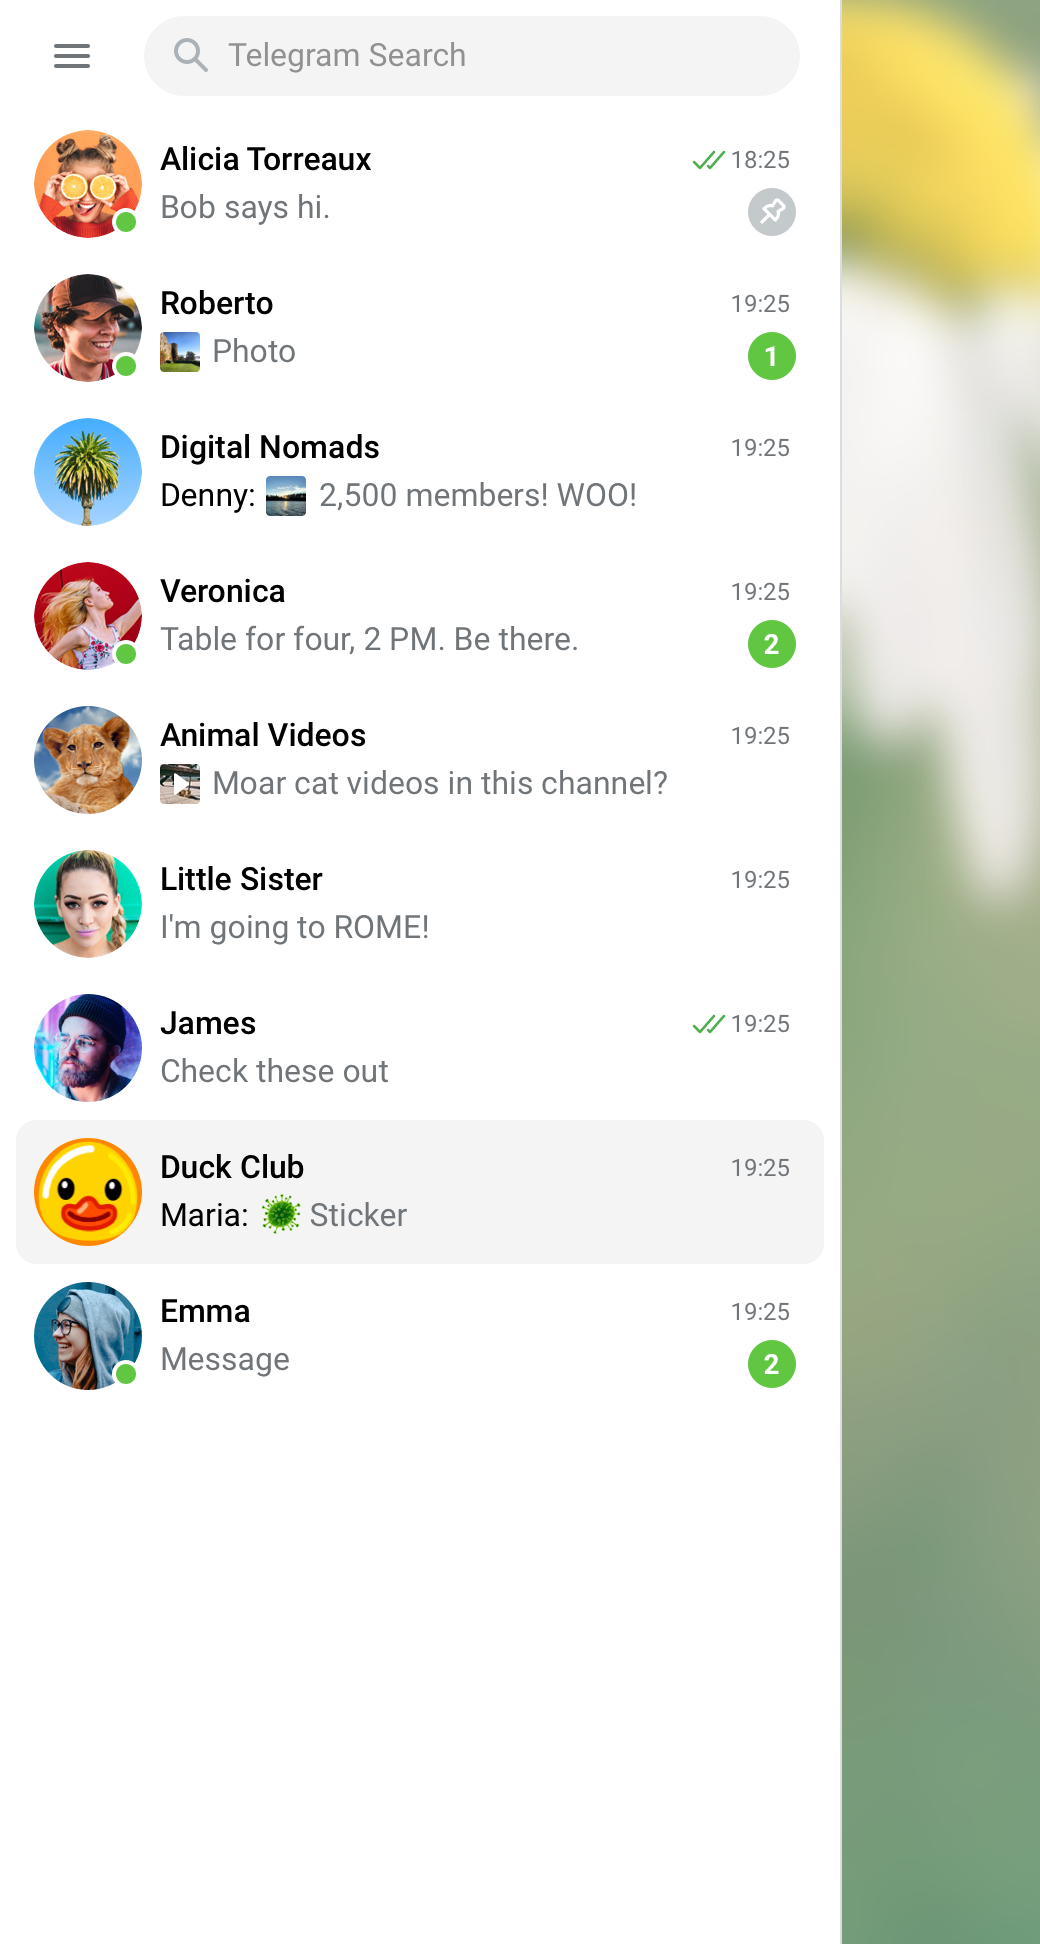 Telegram Search
Alicia Torreaux 18:25
Bob says hi.
Roberto 19:25
Photo 1
Digital Nomads 19:25
Denny: 2,500 members! WOO!
Veronica 19:25
Table for four, 2 PM. Be there. 2
Animal Videos 19:25
Moar cat videos in this channel?
Little Sister 19:25
I'm going to ROME!
James 19:25
Check these out
Duck Club 19:25
Maria: Sticker
Emma 19:25
Message 2